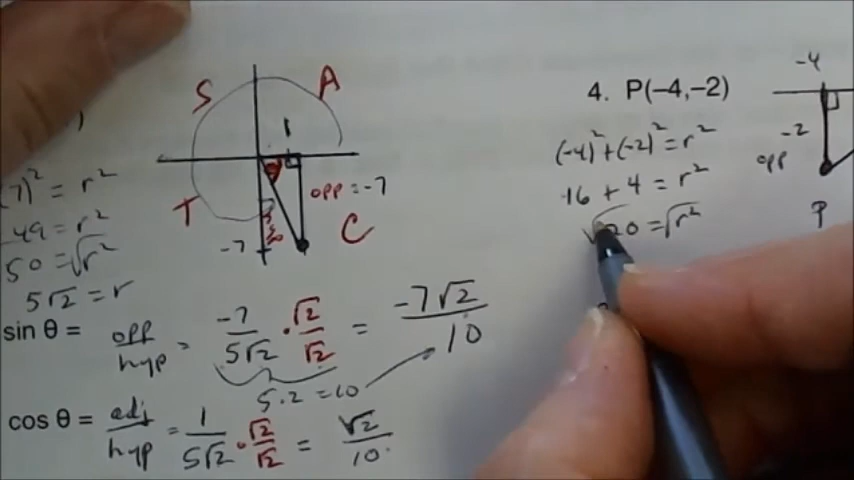 S A
1
opp = -7
T C
-7
7)² = r²
49 = r²
50 = √r²
5√2 = r
sin θ = opp/hyp = -7/5√2 · √2/√2 = -7√2/10
5·2 = 10
cos θ = adj/hyp = 1/5√2 · √2/√2 = √2/10
4. P(−4,−2)
(-4)² + (-2)² = r²
16 + 4 = r²
√20 = √r²
-4
-2
opp
P